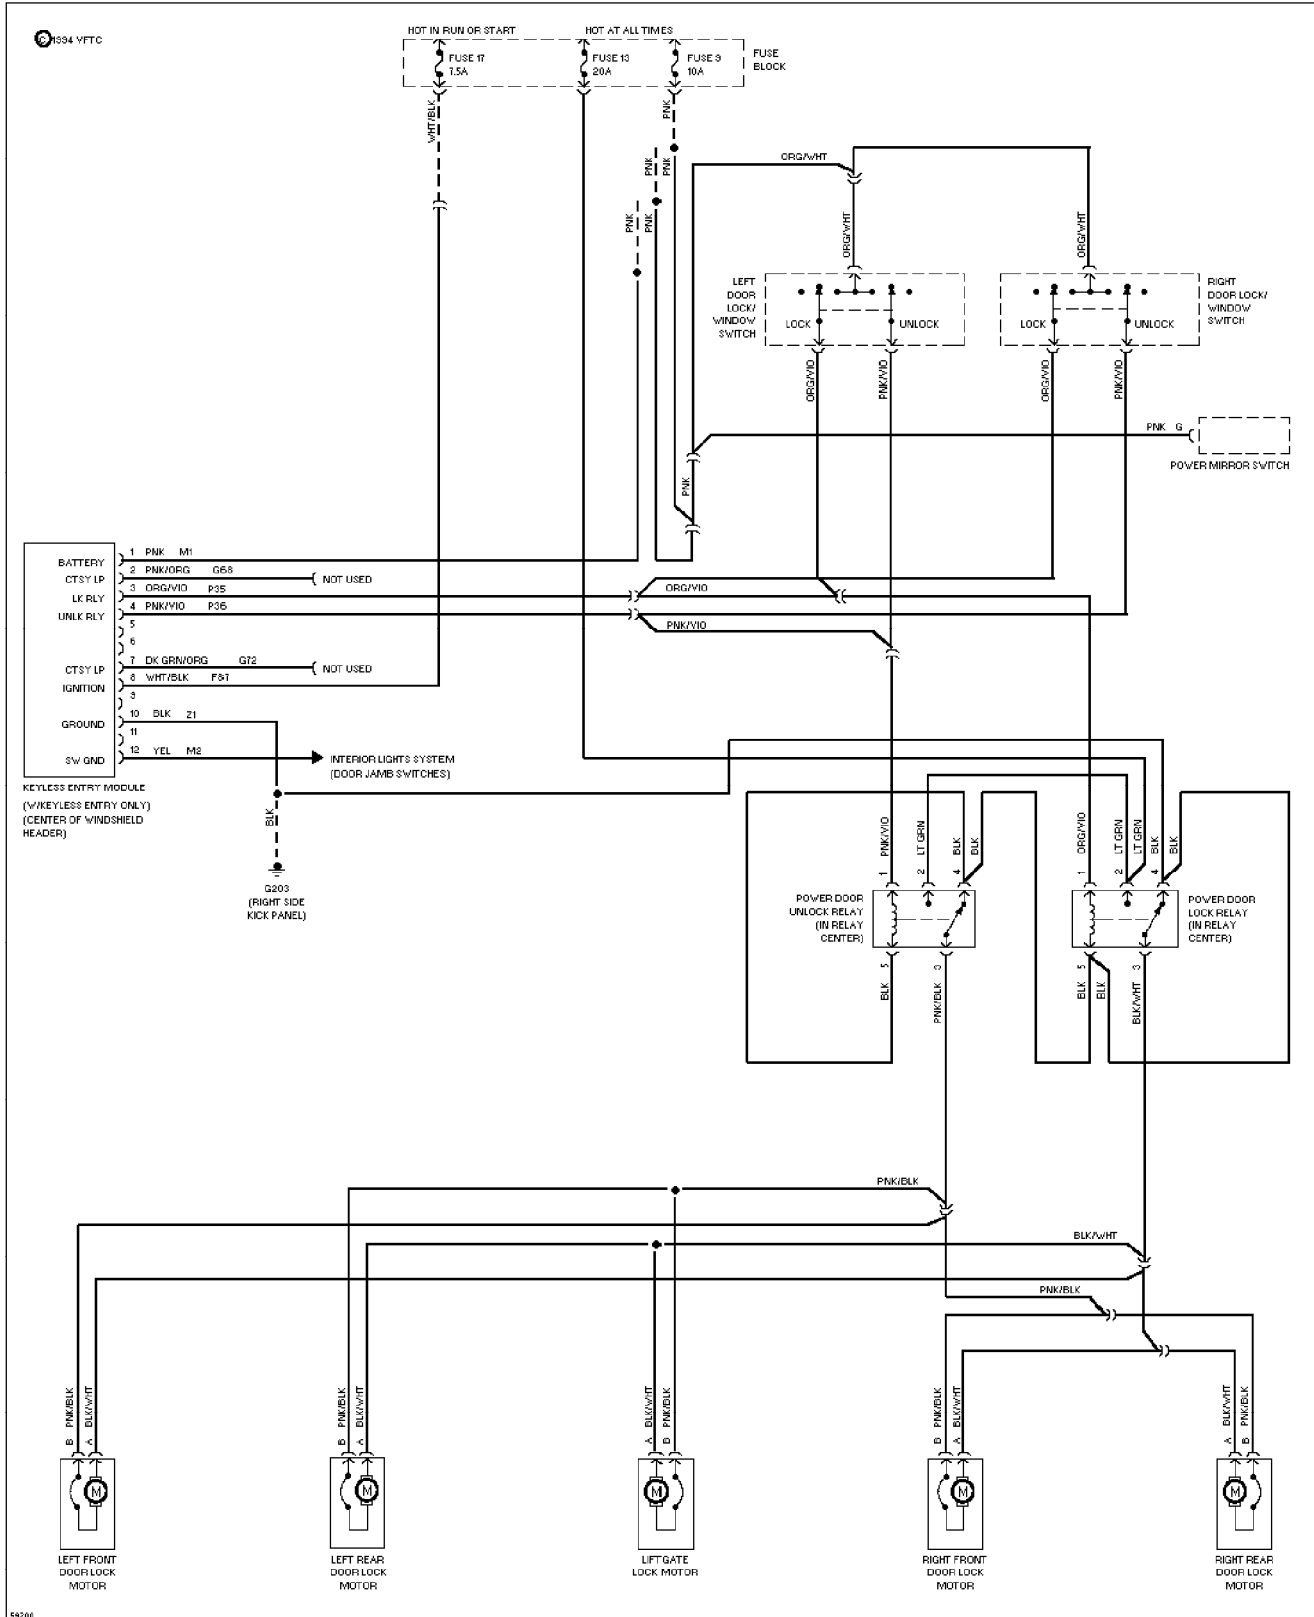 © 1994 VFTC
HOT IN RUN OR START
HOT AT ALL TIMES
FUSE 17
7.5A
FUSE 13
20A
FUSE 9
10A
FUSE
BLOCK
WHT/BLK
PNK
PNK
PNK
PNK
PNK
PNK
ORG/WHT
ORG/WHT
ORG/WHT
LEFT
DOOR
LOCK/
WINDOW
SWITCH
LOCK
UNLOCK
LOCK
UNLOCK
RIGHT
DOOR LOCK/
WINDOW
SWITCH
ORG/VIO
PNK/VIO
ORG/VIO
PNK/VIO
PNK G
POWER MIRROR SWITCH
BATTERY
1 PNK M1
CTSY LP
2 PNK/ORG G68
NOT USED
LK RLY
3 ORG/VIO P35
ORG/VIO
UNLK RLY
4 PNK/VIO P36
PNK/VIO
5
6
CTSY LP
7 DK GRN/ORG G72
NOT USED
IGNITION
8 WHT/BLK F87
9
GROUND
10 BLK Z1
11
SW GND
12 YEL M2
INTERIOR LIGHTS SYSTEM
(DOOR JAMB SWITCHES)
KEYLESS ENTRY MODULE
(W/KEYLESS ENTRY ONLY)
(CENTER OF WINDSHIELD
HEADER)
BLK
G203
(RIGHT SIDE
KICK PANEL)
1 PNK/VIO
2 LT GRN
4 BLK
BLK
1 ORG/VIO
2 LT GRN
LT GRN
4 BLK
BLK
POWER DOOR
UNLOCK RELAY
(IN RELAY
CENTER)
POWER DOOR
LOCK RELAY
(IN RELAY
CENTER)
BLK 5
PNK/BLK 3
BLK 5
BLK
BLK/WHT 3
PNK/BLK
BLK/WHT
PNK/BLK
B PNK/BLK
A BLK/WHT
B PNK/BLK
A BLK/WHT
A BLK/WHT
B PNK/BLK
B PNK/BLK
A BLK/WHT
A BLK/WHT
B PNK/BLK
M
M
M
M
M
LEFT FRONT
DOOR LOCK
MOTOR
LEFT REAR
DOOR LOCK
MOTOR
LIFTGATE
LOCK MOTOR
RIGHT FRONT
DOOR LOCK
MOTOR
RIGHT REAR
DOOR LOCK
MOTOR